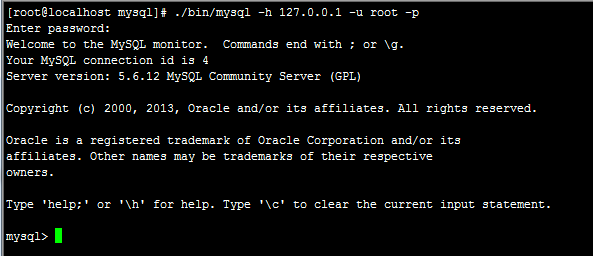 [root@localhost mysql]# ./bin/mysql -h 127.0.0.1 -u root -p
Enter password:
Welcome to the MySQL monitor.  Commands end with ; or \g.
Your MySQL connection id is 4
Server version: 5.6.12 MySQL Community Server (GPL)
Copyright (c) 2000, 2013, Oracle and/or its affiliates. All rights reserved.
Oracle is a registered trademark of Oracle Corporation and/or its
affiliates. Other names may be trademarks of their respective
owners.
Type 'help;' or '\h' for help. Type '\c' to clear the current input statement.
mysql>